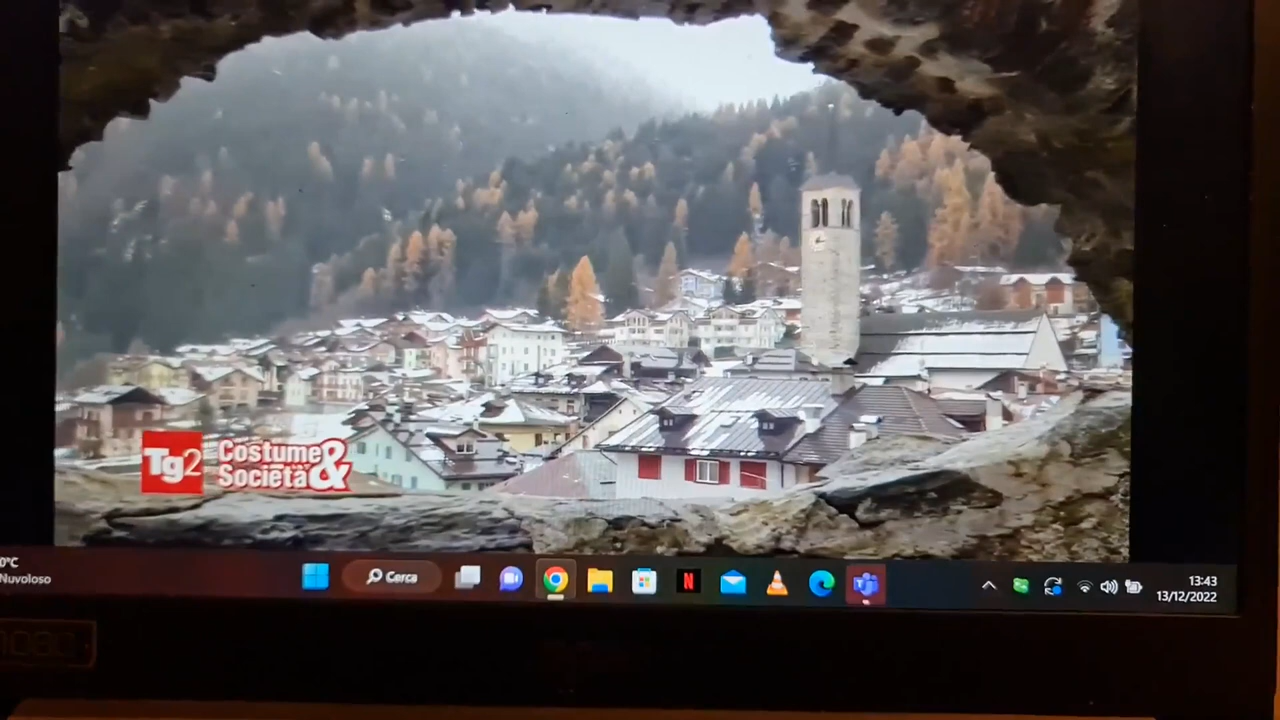 Tg2
Costume &
Società
0°C
Nuvoloso
Cerca
N
13:43
13/12/2022